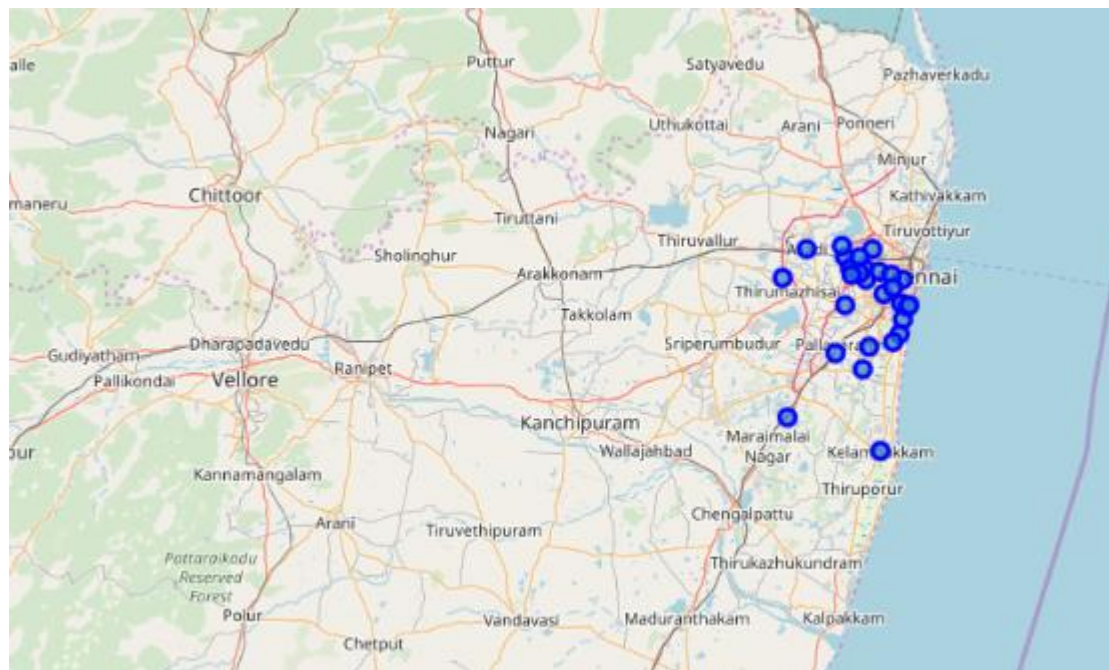 alle
Puttur
Satyavedu
Pazhaverkadu
Nagari
Uthukottai
Arani
Ponneri
Minjur
Chittoor
Kathivakkam
maneru
Tiruttani
Tiruvottiyur
Thiruvallur
Sholinghur
Arakkonam
nnai
Thirumazhisai
Takkolam
Gudiyatham
Dharapadavedu
Sriperumbudur
Ranipet
Pallikondai
Vellore
Kanchipuram
Maraimalai
Nagar
our
Wallajahbad
Kannamangalam
Thiruporur
Chengalpattu
Arani
Tiruvethipuram
Pattaraikadu
Reserved
Forest
Thirukazhukundram
Polur
Vandavasi
Maduranthakam
Kalpakkam
Chetput